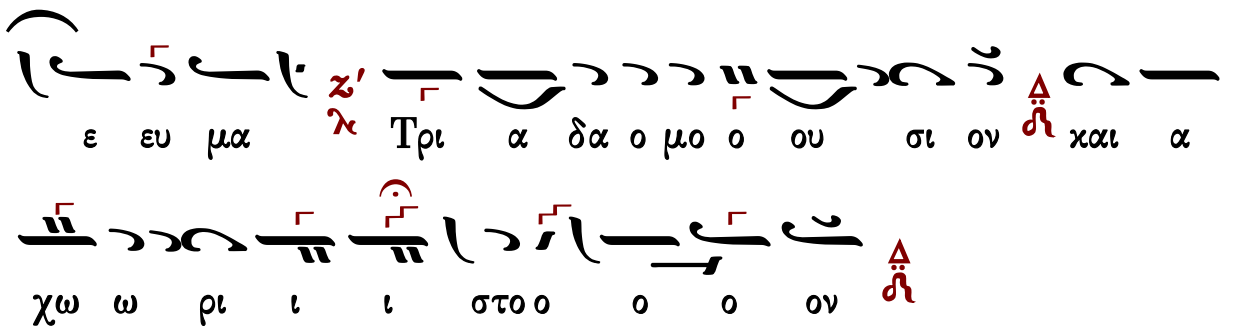 ε ευ μα Ζ′ λ Τρι α δα ο μο ο ου σι ον Δ και α
χω ω ρι ι ι στο ο ο ο ον Δ